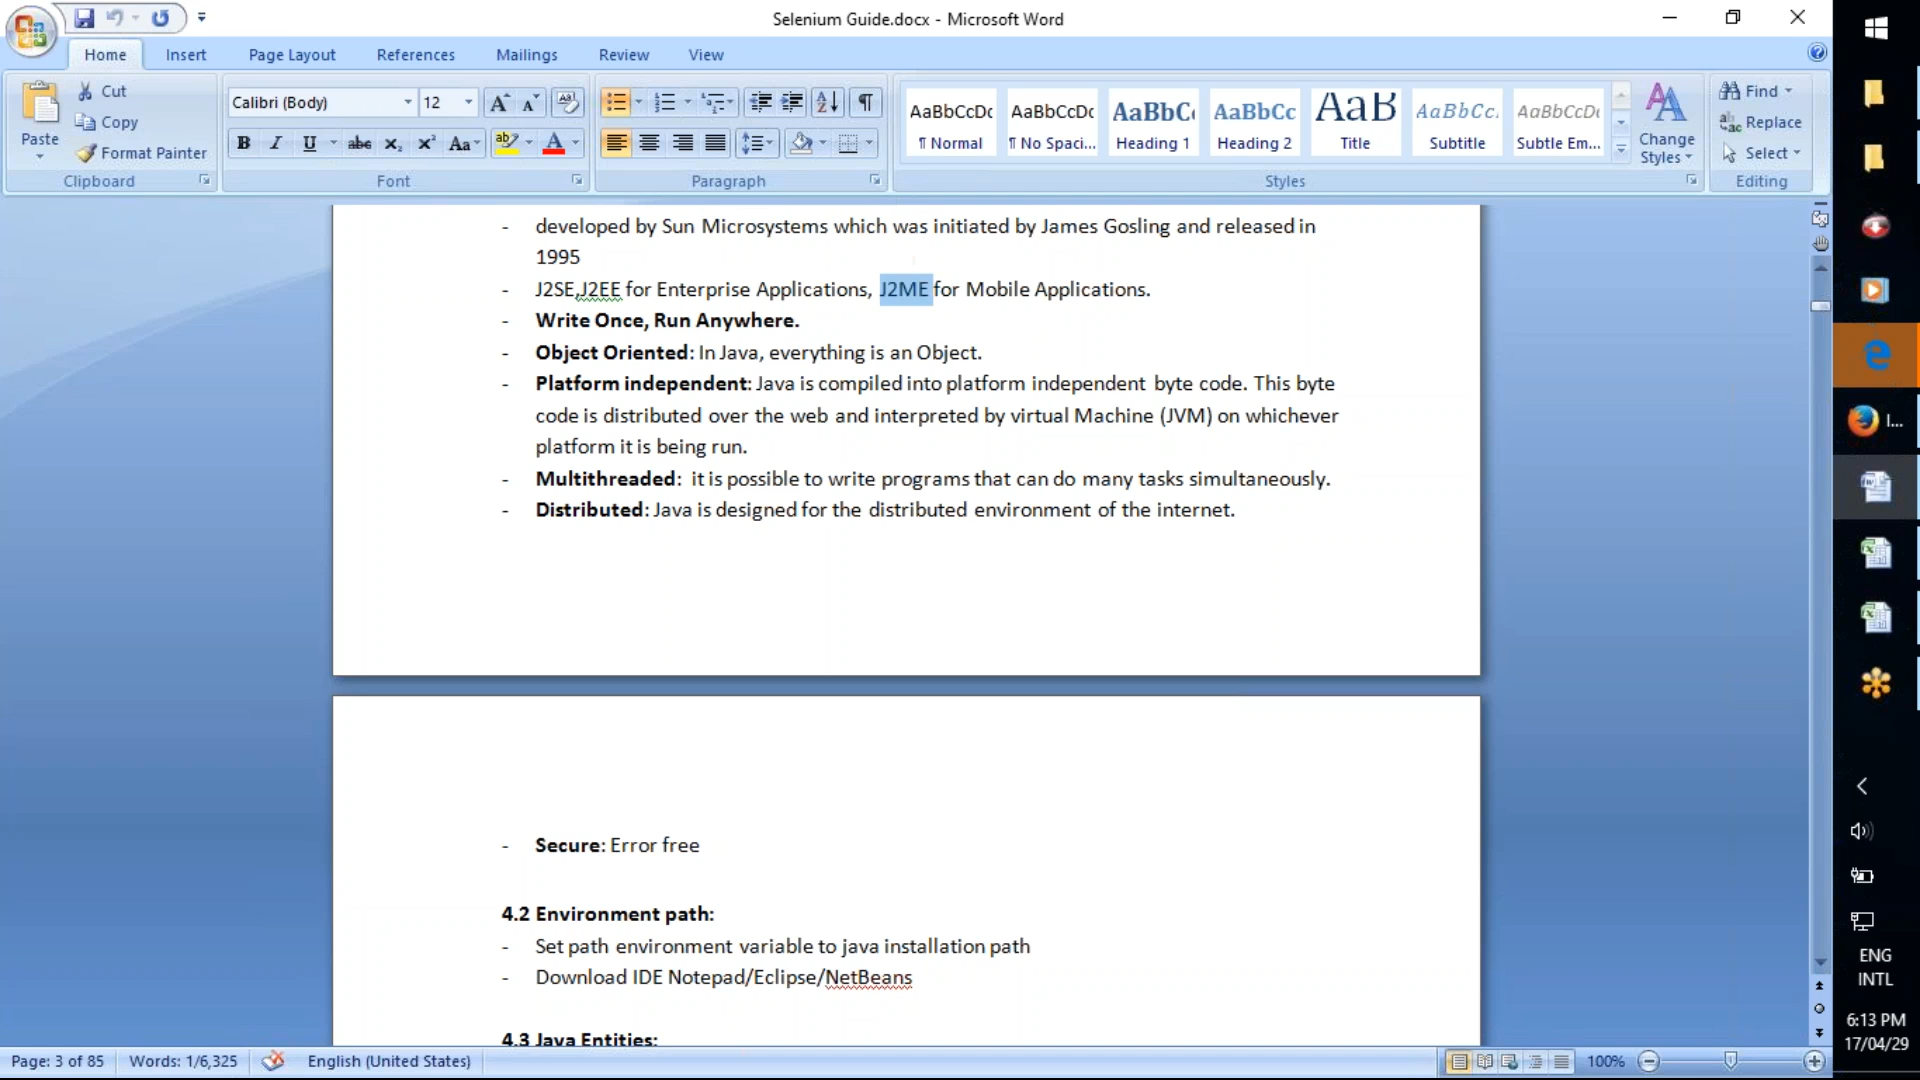 Selenium Guide.docx - Microsoft Word
Home Insert Page Layout References Mailings Review View
Paste
Cut
Copy
Format Painter
Clipboard
Calibri (Body) 12
B I U abc X₂ X² Aa A
Font
Paragraph
AaBbCcDc AaBbCcDc AaBbC AaBbCc AaB AaBbCc. AaBbCcDc
¶ Normal ¶ No Spaci... Heading 1 Heading 2 Title Subtitle Subtle Em...
Change
Styles
Styles
Find
Replace
Select
Editing
- developed by Sun Microsystems which was initiated by James Gosling and released in
1995
- J2SE,J2EE for Enterprise Applications, J2ME for Mobile Applications.
- Write Once, Run Anywhere.
- Object Oriented: In Java, everything is an Object.
- Platform independent: Java is compiled into platform independent byte code. This byte
code is distributed over the web and interpreted by virtual Machine (JVM) on whichever
platform it is being run.
- Multithreaded: it is possible to write programs that can do many tasks simultaneously.
- Distributed: Java is designed for the distributed environment of the internet.
- Secure: Error free
4.2 Environment path:
- Set path environment variable to java installation path
- Download IDE Notepad/Eclipse/NetBeans
4.3 Java Entities:
Page: 3 of 85 Words: 1/6,325 English (United States) 100%
I...
ENG
INTL
6:13 PM
17/04/29